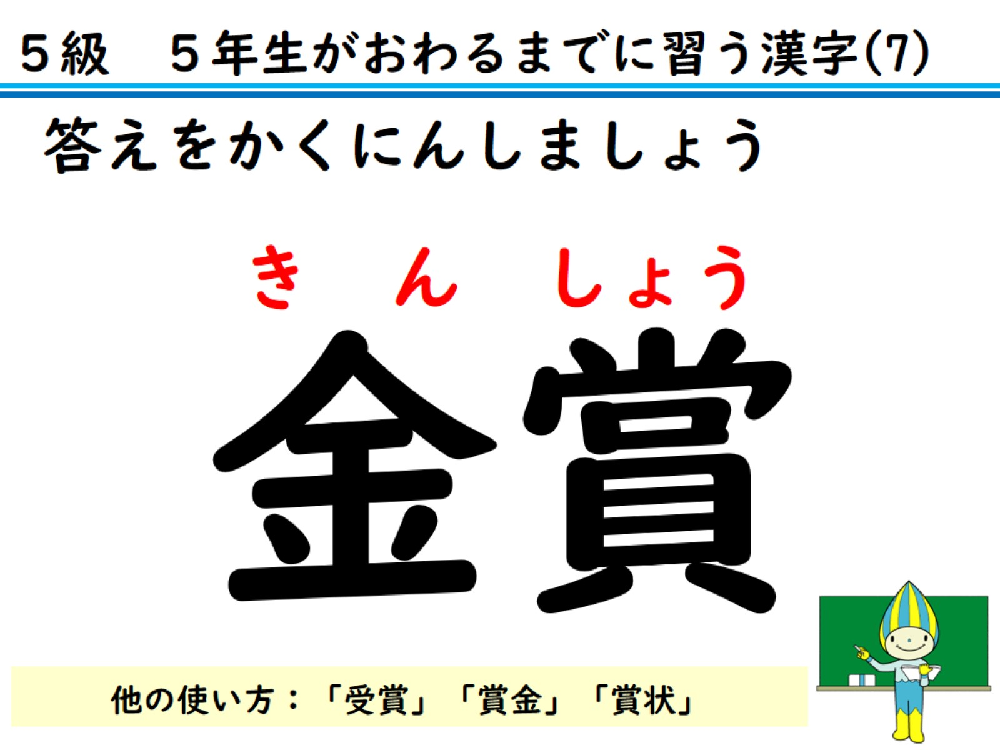 ５級　５年生がおわるまでに習う漢字(7)
答えをかくにんしましょう
きん　しょう
金賞
他の使い方：「受賞」「賞金」「賞状」